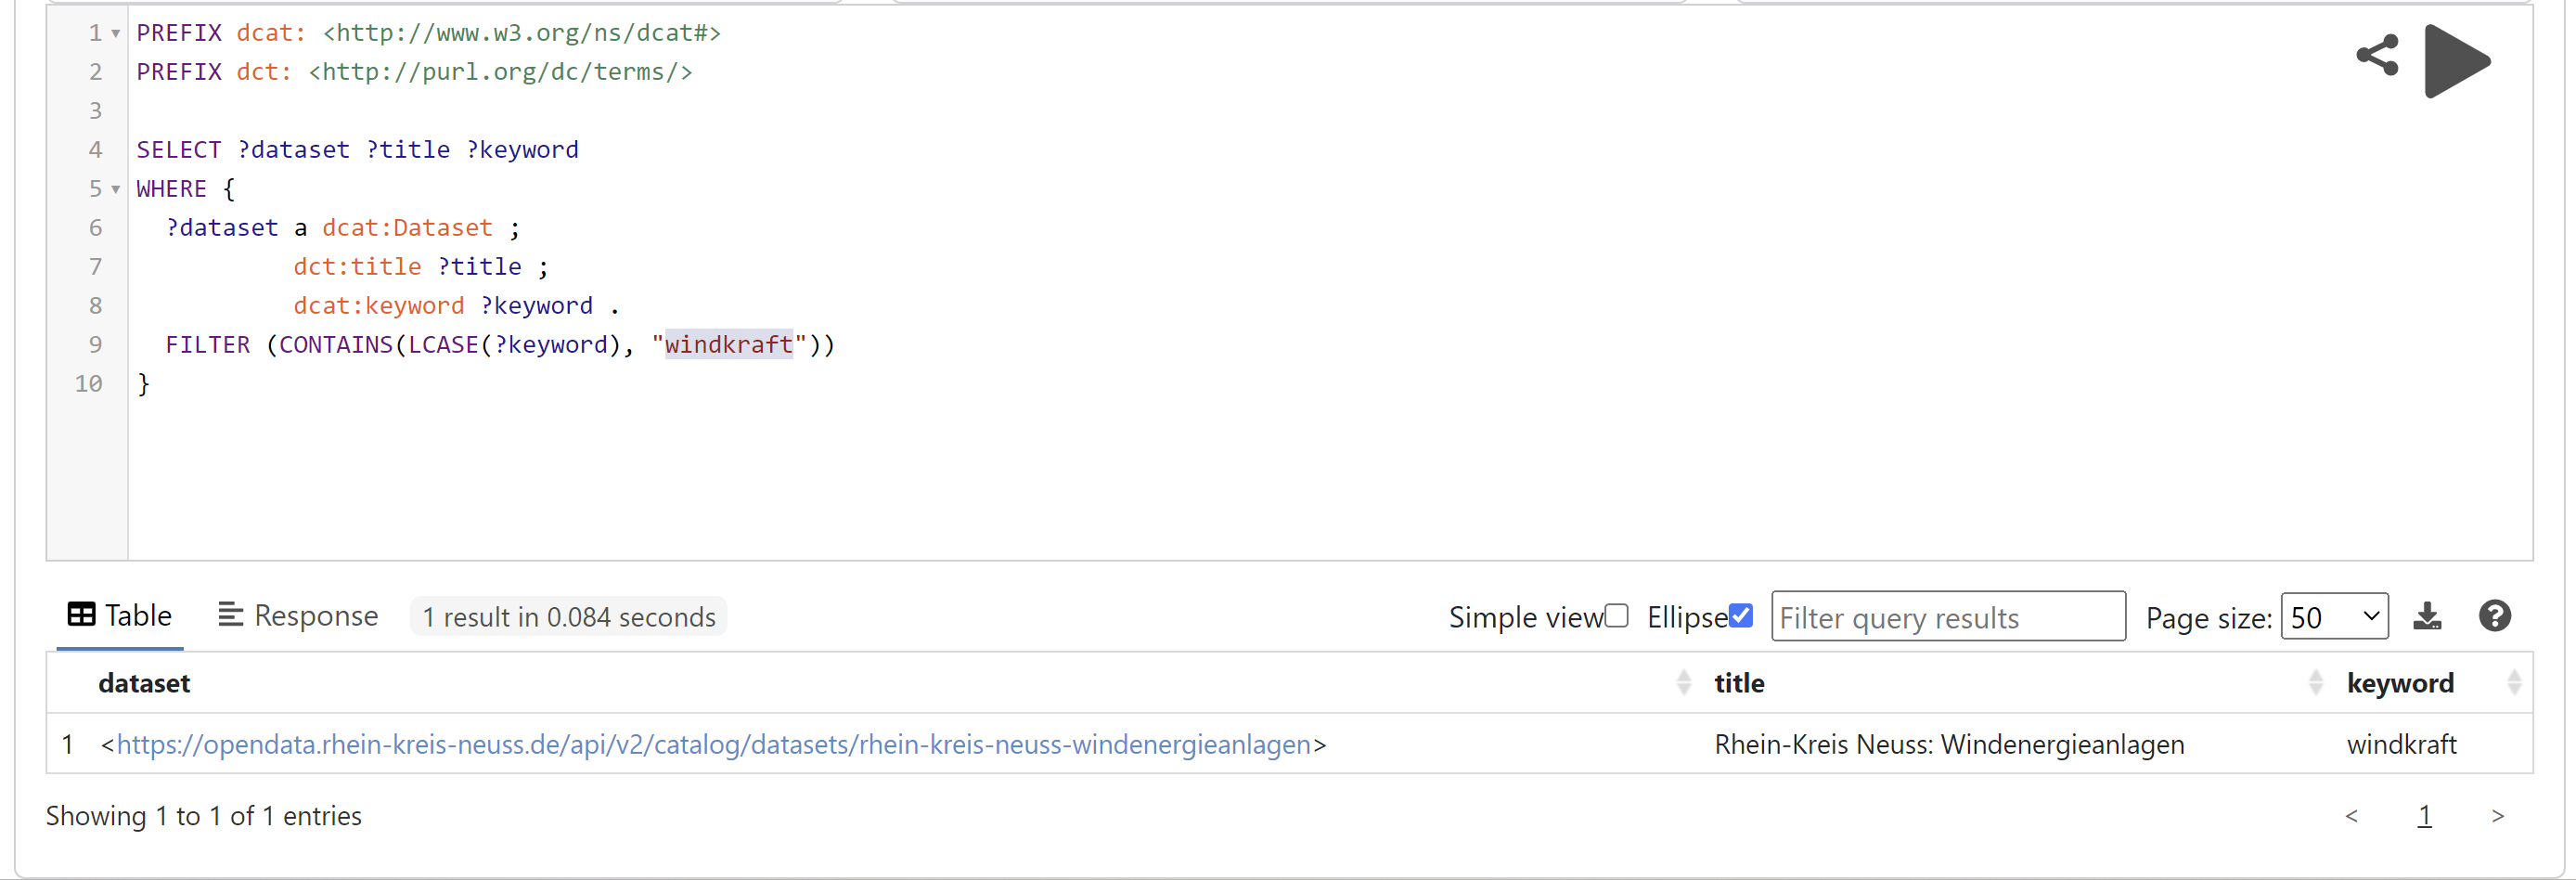 1 PREFIX dcat: <http://www.w3.org/ns/dcat#>
2 PREFIX dct: <http://purl.org/dc/terms/>
3
4 SELECT ?dataset ?title ?keyword
5 WHERE {
6 ?dataset a dcat:Dataset ;
7 dct:title ?title ;
8 dcat:keyword ?keyword .
9 FILTER (CONTAINS(LCASE(?keyword), "windkraft"))
10 }
Table Response 1 result in 0.084 seconds Simple view Ellipse Filter query results Page size: 50
dataset title keyword
1 <https://opendata.rhein-kreis-neuss.de/api/v2/catalog/datasets/rhein-kreis-neuss-windenergieanlagen> Rhein-Kreis Neuss: Windenergieanlagen windkraft
Showing 1 to 1 of 1 entries < 1 >